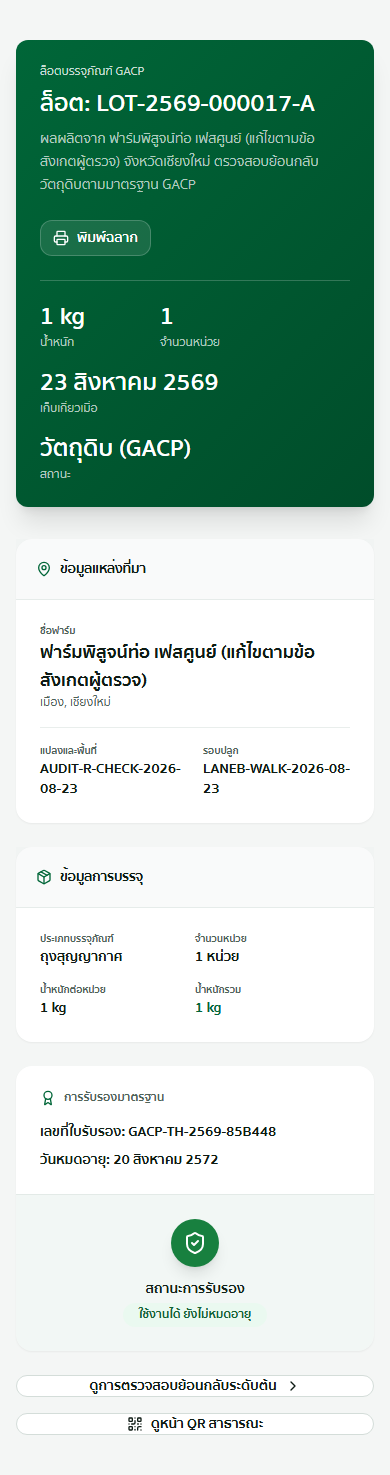 ล็อตบรรจุภัณฑ์ GACP
ล็อต: LOT-2569-000017-A
ผลผลิตจาก ฟาร์มพิสูจน์ท่อ เฟสศูนย์ (แก้ไขตามข้อ
สังเกตผู้ตรวจ) จังหวัดเชียงใหม่ ตรวจสอบย้อนกลับ
วัตถุดิบตามมาตรฐาน GACP
พิมพ์ฉลาก
1 kg
1
น้ำหนัก
จำนวนหน่วย
23 สิงหาคม 2569
เก็บเกี่ยวเมื่อ
วัตถุดิบ (GACP)
สถานะ
ข้อมูลแหล่งที่มา
ชื่อฟาร์ม
ฟาร์มพิสูจน์ท่อ เฟสศูนย์ (แก้ไขตามข้อ
สังเกตผู้ตรวจ)
เมือง, เชียงใหม่
แปลงและพื้นที่
รอบปลูก
AUDIT-R-CHECK-2026-
LANEB-WALK-2026-08-
08-23
23
ข้อมูลการบรรจุ
ประเภทบรรจุภัณฑ์
จำนวนหน่วย
ถุงสุญญากาศ
1 หน่วย
น้ำหนักต่อหน่วย
น้ำหนักรวม
1 kg
1 kg
การรับรองมาตรฐาน
เลขที่ใบรับรอง: GACP-TH-2569-85B448
วันหมดอายุ: 20 สิงหาคม 2572
สถานะการรับรอง
ใช้งานได้ ยังไม่หมดอายุ
ดูการตรวจสอบย้อนกลับระดับต้น
ดูหน้า QR สาธารณะ